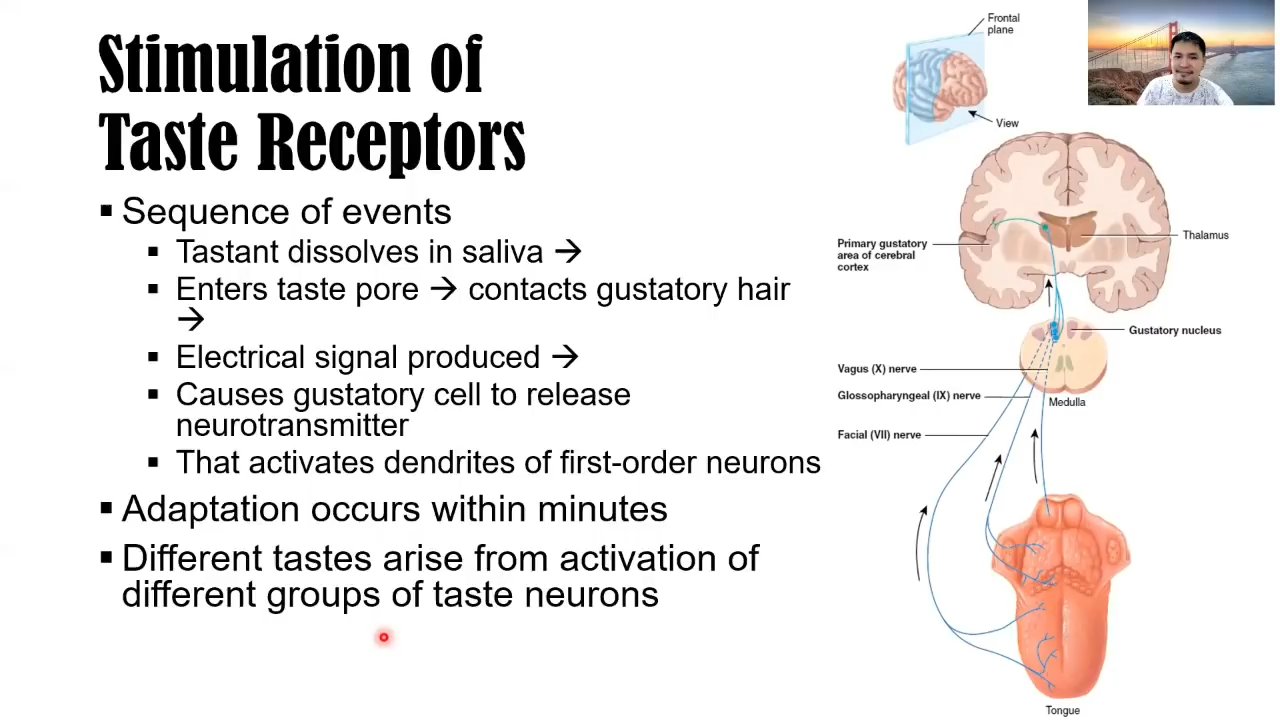 Stimulation of
Taste Receptors
▪ Sequence of events
▪ Tastant dissolves in saliva →
▪ Enters taste pore → contacts gustatory hair
→
▪ Electrical signal produced →
▪ Causes gustatory cell to release
neurotransmitter
▪ That activates dendrites of first-order neurons
▪ Adaptation occurs within minutes
▪ Different tastes arise from activation of
different groups of taste neurons
Frontal
plane
View
Primary gustatory
area of cerebral
cortex
Thalamus
Gustatory nucleus
Vagus (X) nerve
Glossopharyngeal (IX) nerve
Medulla
Facial (VII) nerve
Tongue